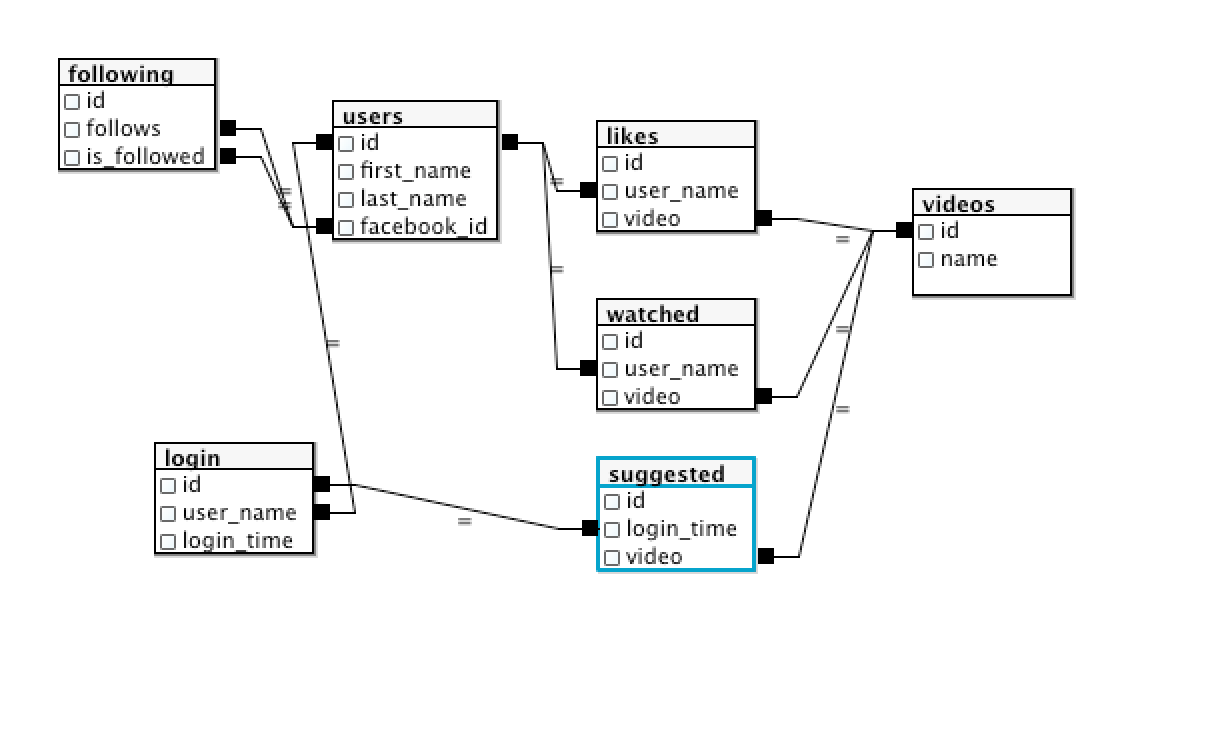 following
id
follows
is_followed
users
id
first_name
last_name
facebook_id
likes
id
user_name
video
videos
id
name
watched
id
user_name
video
login
id
user_name
login_time
suggested
id
login_time
video
=
=
=
=
=
=
=
=
=